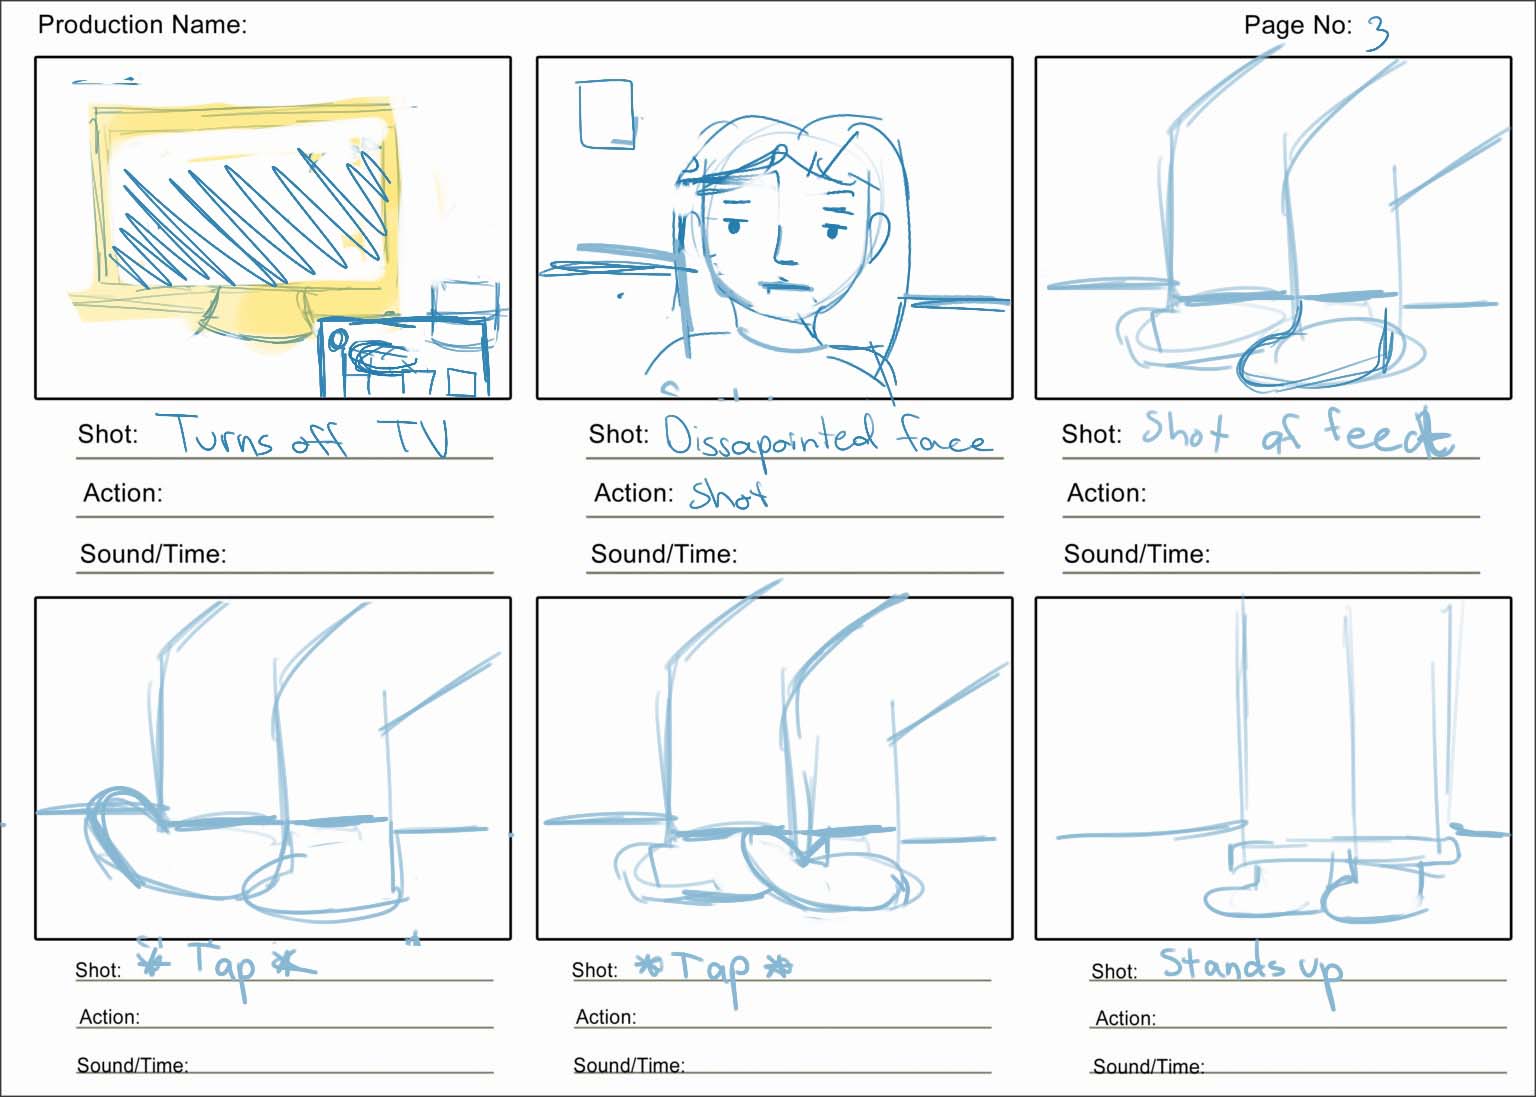 Production Name:
Page No: 3
Shot: Turns off TV
Shot: Dissapointed face
Shot: Shot of feet
Action:
Action: Shot
Action:
Sound/Time:
Sound/Time:
Sound/Time:
Shot: * Tap *
Shot: * Tap *
Shot: Stands up
Action:
Action:
Action:
Sound/Time:
Sound/Time:
Sound/Time: